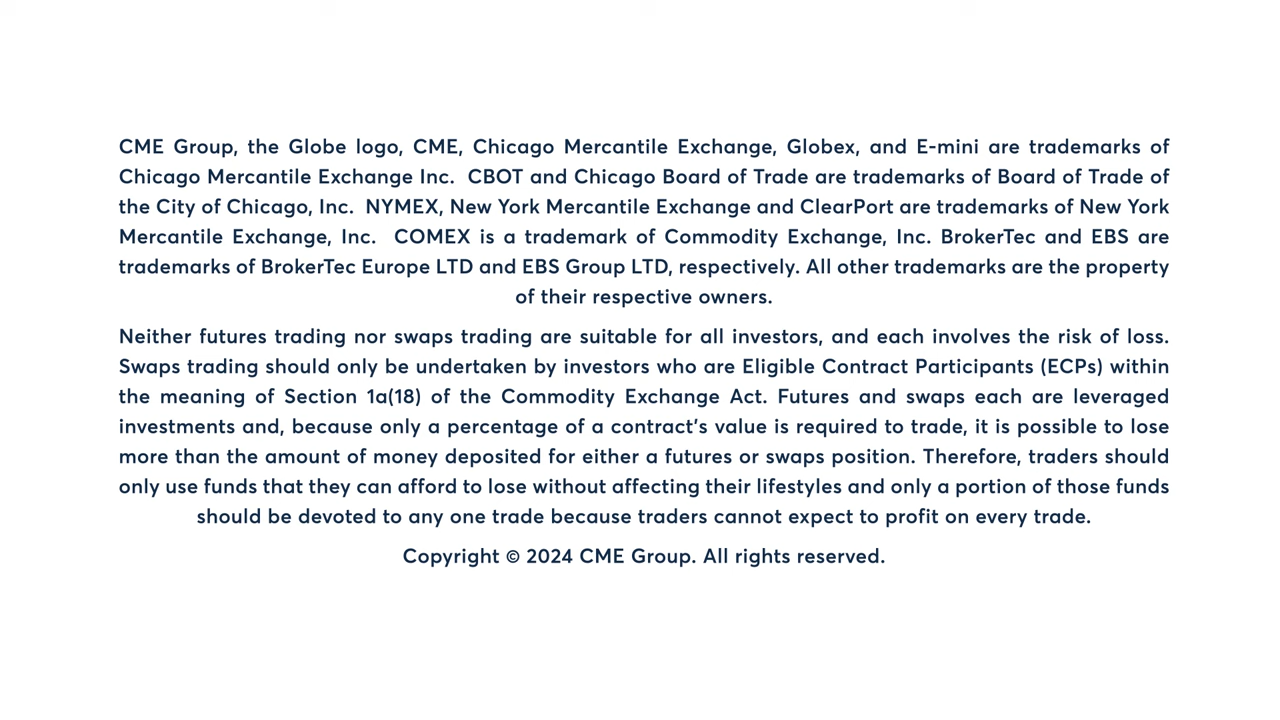 CME Group, the Globe logo, CME, Chicago Mercantile Exchange, Globex, and E-mini are trademarks of
Chicago Mercantile Exchange Inc.  CBOT and Chicago Board of Trade are trademarks of Board of Trade of
the City of Chicago, Inc.  NYMEX, New York Mercantile Exchange and ClearPort are trademarks of New York
Mercantile Exchange, Inc.  COMEX is a trademark of Commodity Exchange, Inc. BrokerTec and EBS are
trademarks of BrokerTec Europe LTD and EBS Group LTD, respectively. All other trademarks are the property
of their respective owners.
Neither futures trading nor swaps trading are suitable for all investors, and each involves the risk of loss.
Swaps trading should only be undertaken by investors who are Eligible Contract Participants (ECPs) within
the meaning of Section 1a(18) of the Commodity Exchange Act. Futures and swaps each are leveraged
investments and, because only a percentage of a contract's value is required to trade, it is possible to lose
more than the amount of money deposited for either a futures or swaps position. Therefore, traders should
only use funds that they can afford to lose without affecting their lifestyles and only a portion of those funds
should be devoted to any one trade because traders cannot expect to profit on every trade.
Copyright © 2024 CME Group. All rights reserved.